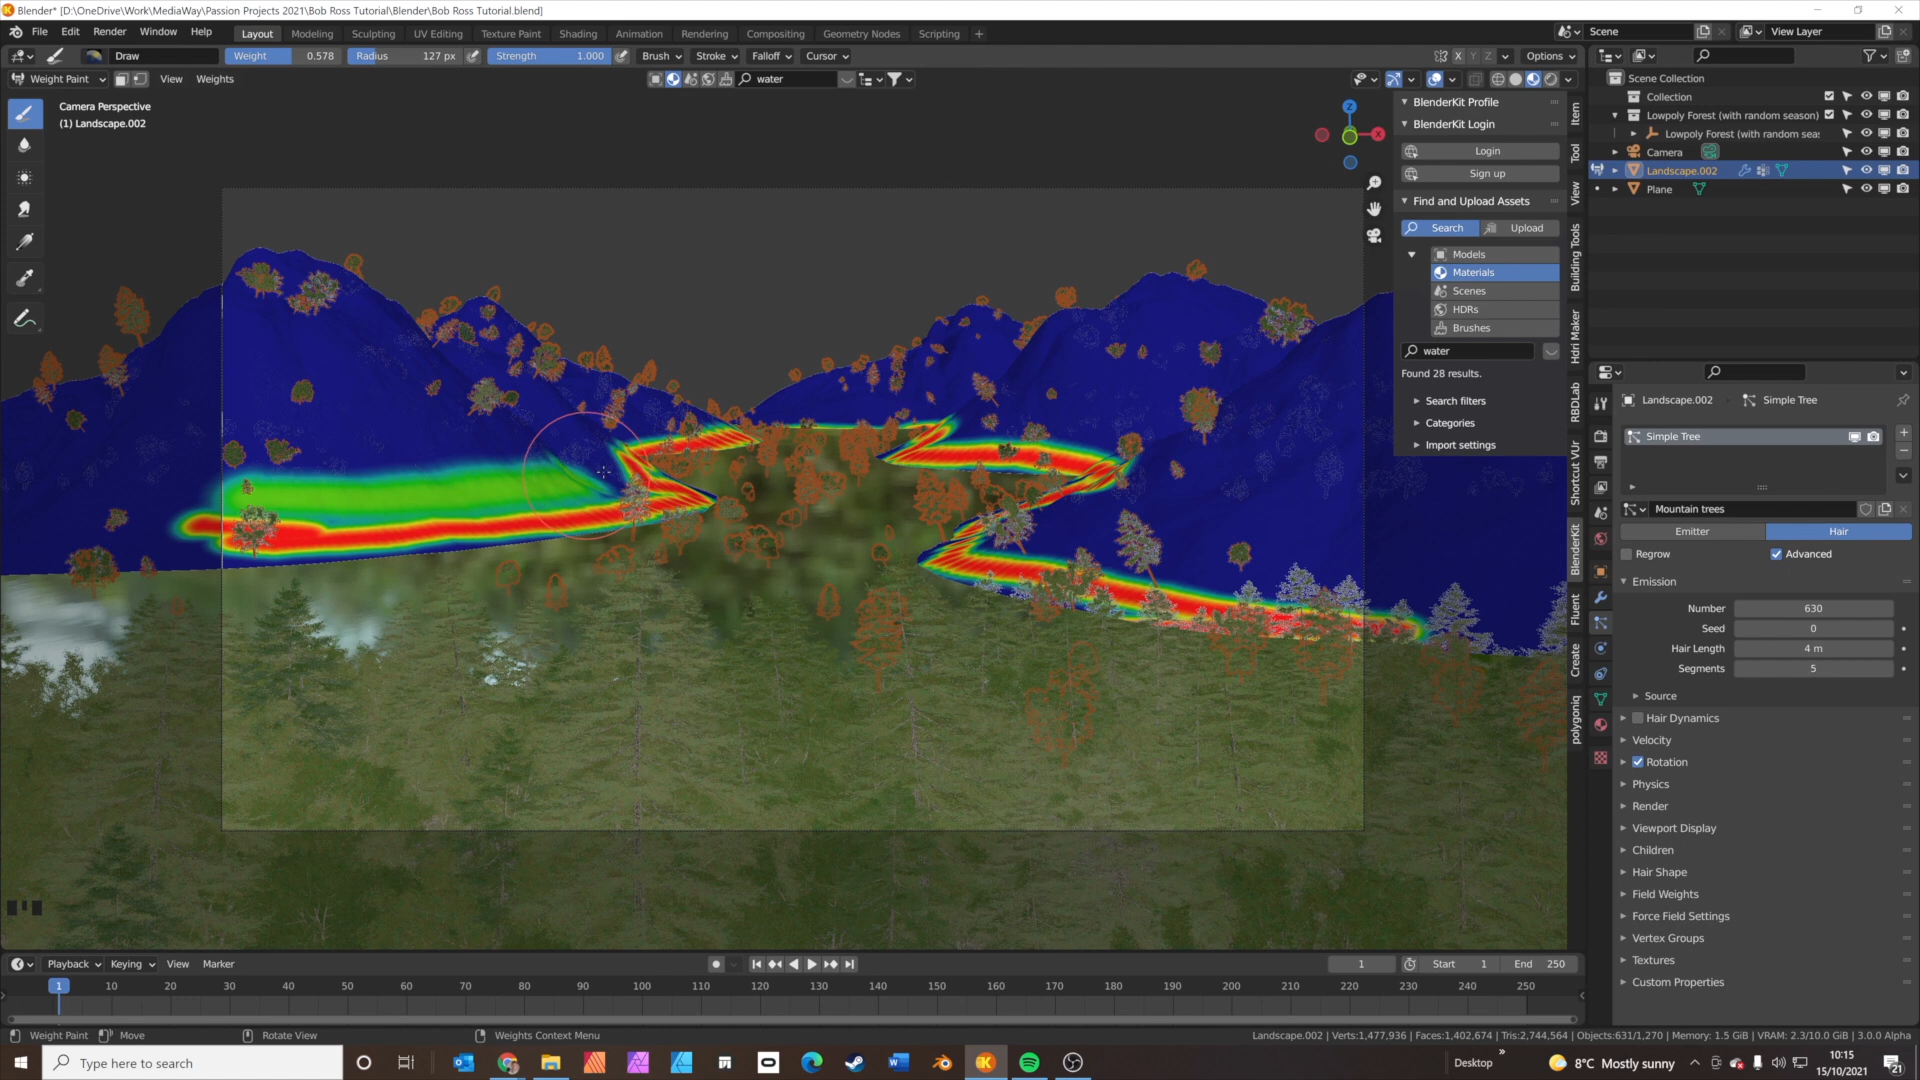 Blender* [D:\OneDrive\Work\MediaWay\Passion Projects 2021\Bob Ross Tutorial\Blender\Bob Ross Tutorial.blend]
File Edit Render Window Help Layout Modeling Sculpting UV Editing Texture Paint Shading Animation Rendering Compositing Geometry Nodes Scripting + Scene View Layer
Draw Weight 0.578 Radius 127 px Strength 1.000 Brush Stroke Falloff Cursor X Y Z Options
Weight Paint View Weights water
Camera Perspective
(1) Landscape.002
Z
X
BlenderKit Profile
BlenderKit Login
Login
Sign up
Find and Upload Assets
Search Upload
Models
Materials
Scenes
HDRs
Brushes
water
Found 28 results.
Search filters
Categories
Import settings
Item
Tool
View
Building Tools
Hdri Maker
RBDLab
Shortcut VUr
BlenderKit
Fluent
Create
polygoniq
Scene Collection
Collection
Lowpoly Forest (with random season)
Lowpoly Forest (with random sea
Camera
Landscape.002
Plane
Landscape.002 Simple Tree
Simple Tree
Mountain trees
Emitter Hair
Regrow Advanced
Emission
Number 630
Seed 0
Hair Length 4 m
Segments 5
Source
Hair Dynamics
Velocity
Rotation
Physics
Render
Viewport Display
Children
Hair Shape
Field Weights
Force Field Settings
Vertex Groups
Textures
Custom Properties
Playback Keying View Marker 1 Start 1 End 250
1 10 20 30 40 50 60 70 80 90 100 110 120 130 140 150 160 170 180 190 200 210 220 230 240 250
Weight Paint Move Rotate View Weights Context Menu Landscape.002 | Verts:1,477,936 | Faces:1,402,674 | Tris:2,744,564 | Objects:631/1,270 | Memory: 1.5 GiB | VRAM: 2.3/10.0 GiB | 3.0.0 Alpha
Type here to search Desktop 8°C Mostly sunny 10:15
15/10/2021 21